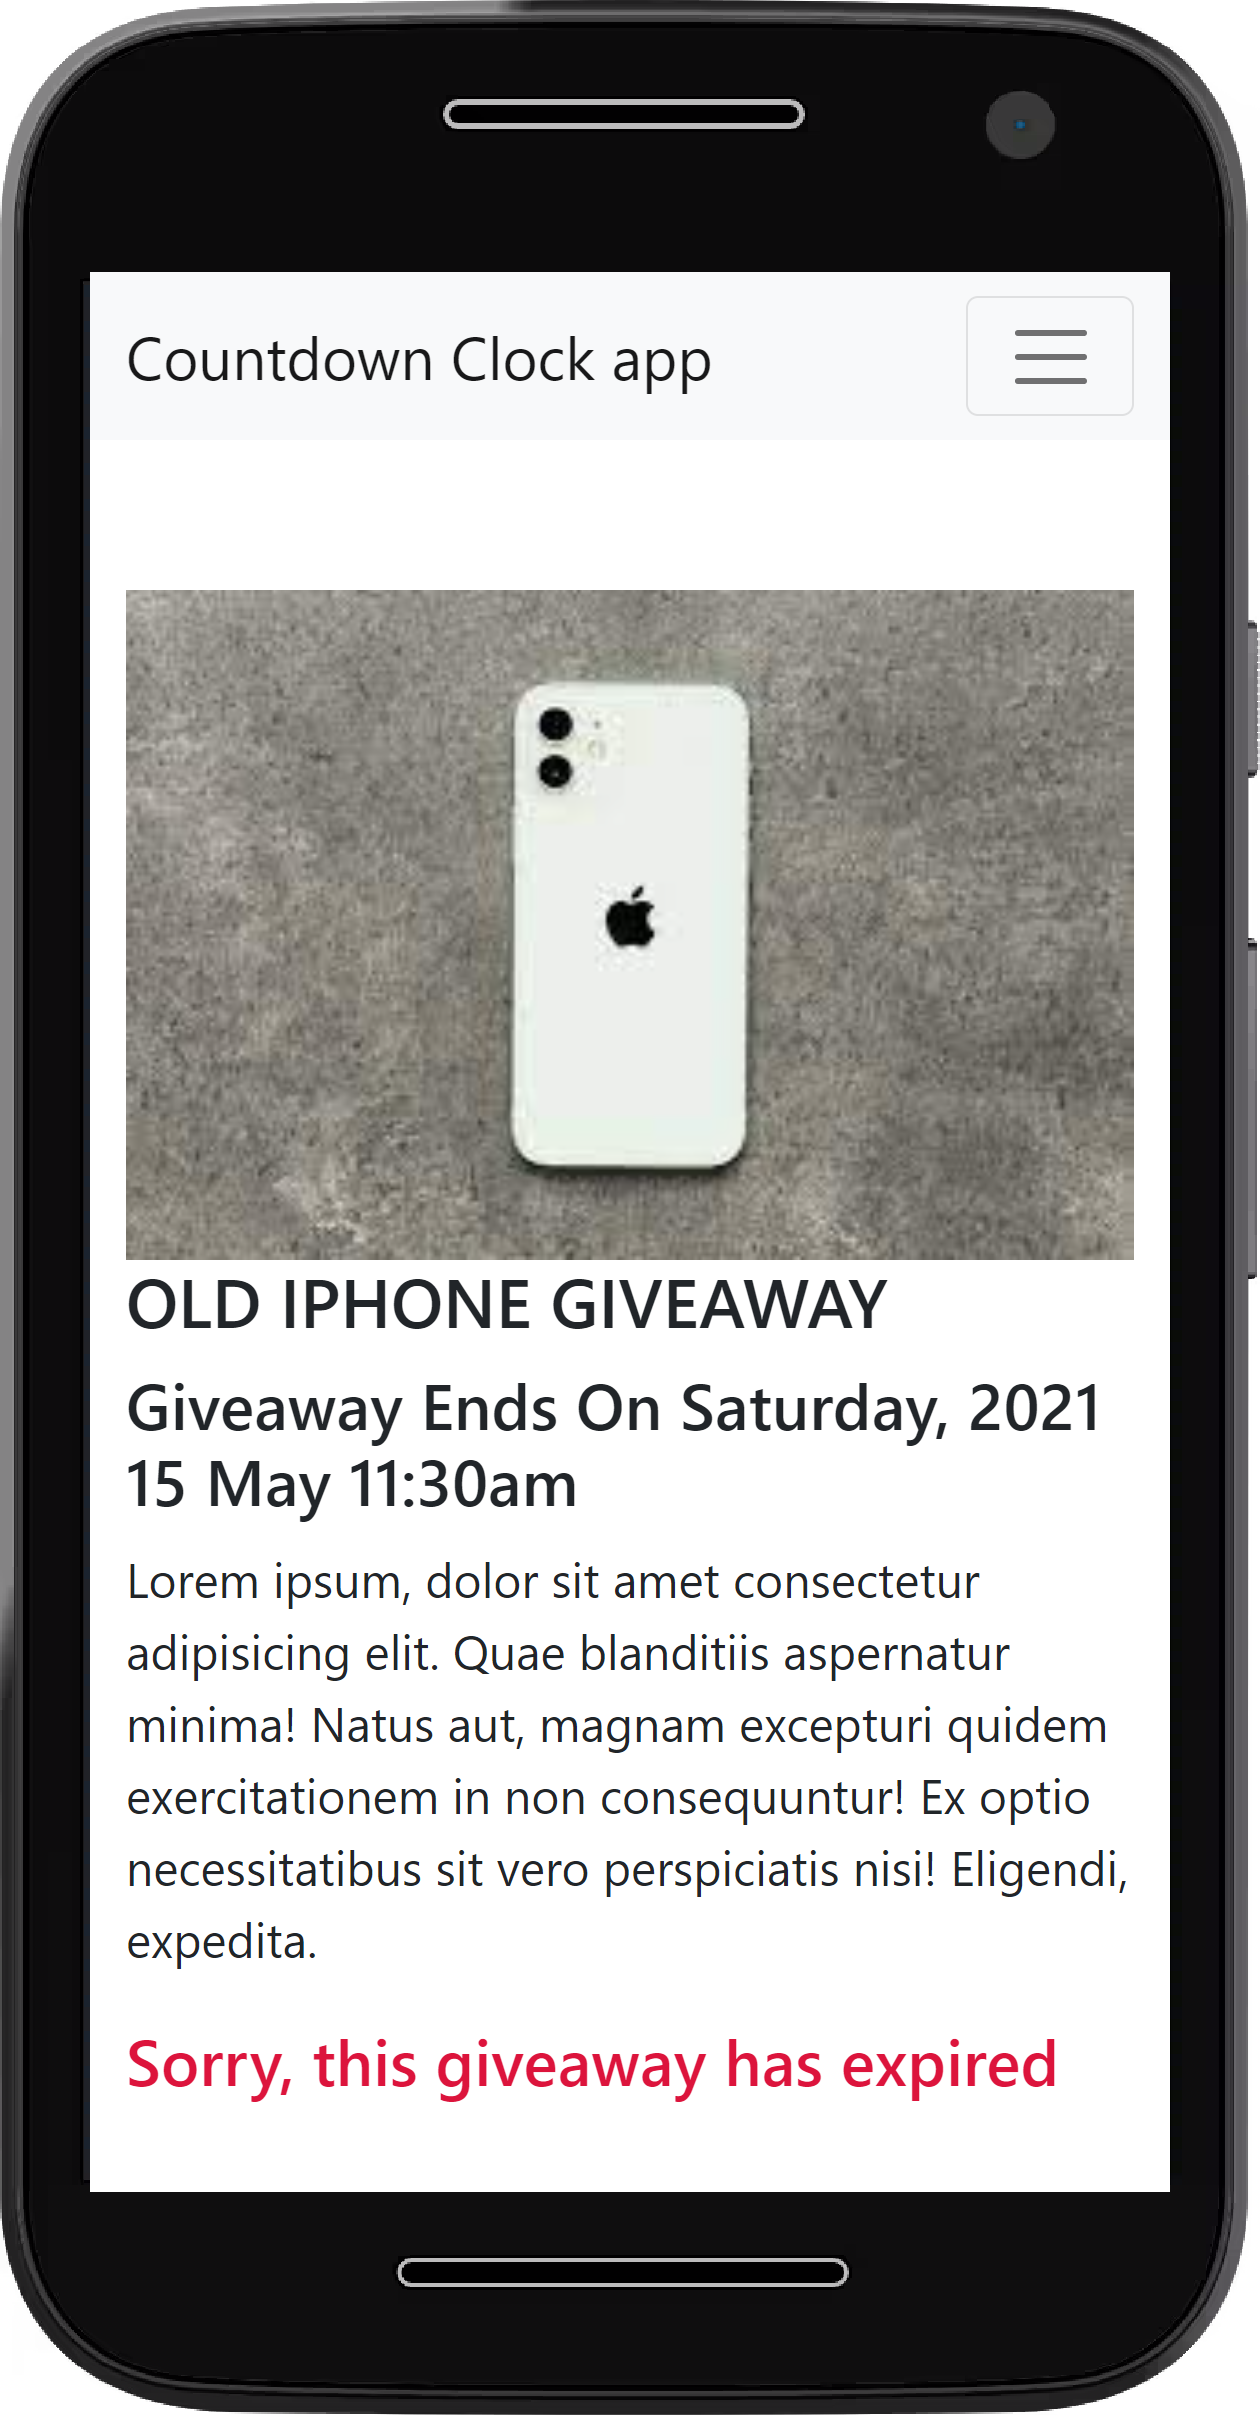 Countdown Clock app
OLD IPHONE GIVEAWAY
Giveaway Ends On Saturday, 2021
15 May 11:30am
Lorem ipsum, dolor sit amet consectetur
adipisicing elit. Quae blanditiis aspernatur
minima! Natus aut, magnam excepturi quidem
exercitationem in non consequuntur! Ex optio
necessitatibus sit vero perspiciatis nisi! Eligendi,
expedita.
Sorry, this giveaway has expired